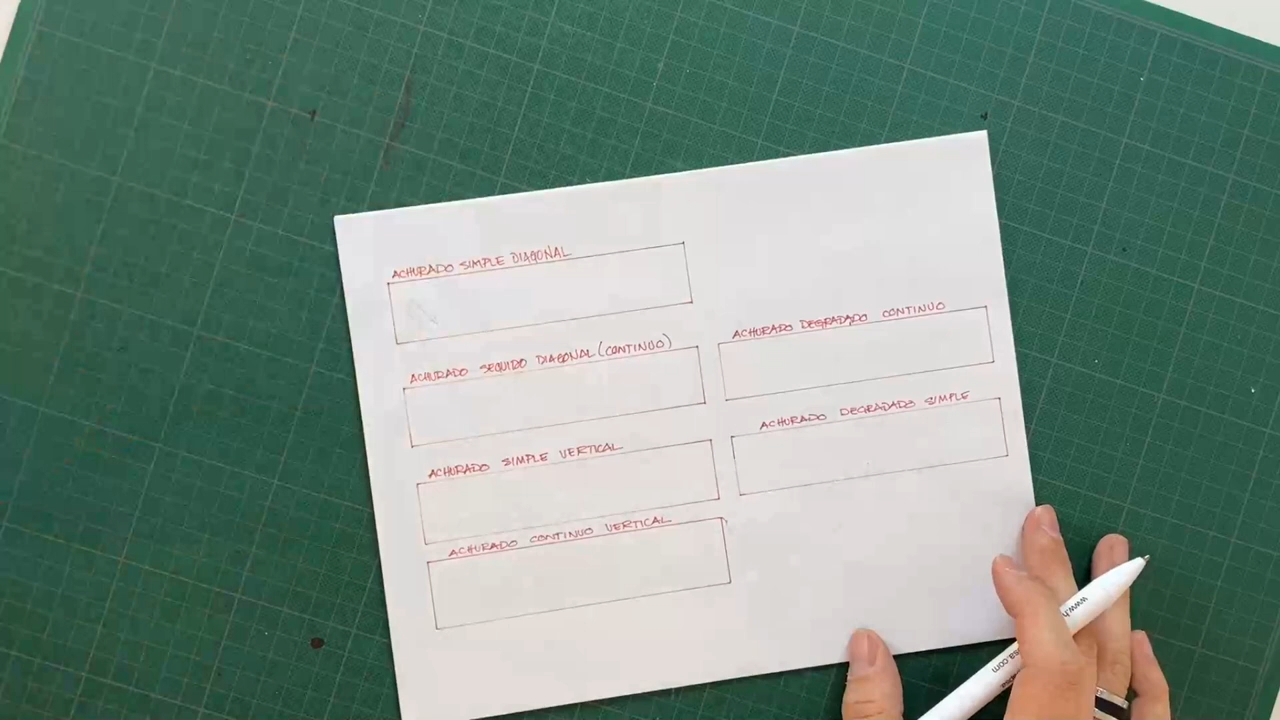 ACHURADO SIMPLE DIAGONAL
ACHURADO SEGUIDO DIAGONAL (CONTINUO)
ACHURADO SIMPLE VERTICAL
ACHURADO CONTINUO VERTICAL
ACHURADO DEGRADADO CONTINUO
ACHURADO DEGRADADO SIMPLE